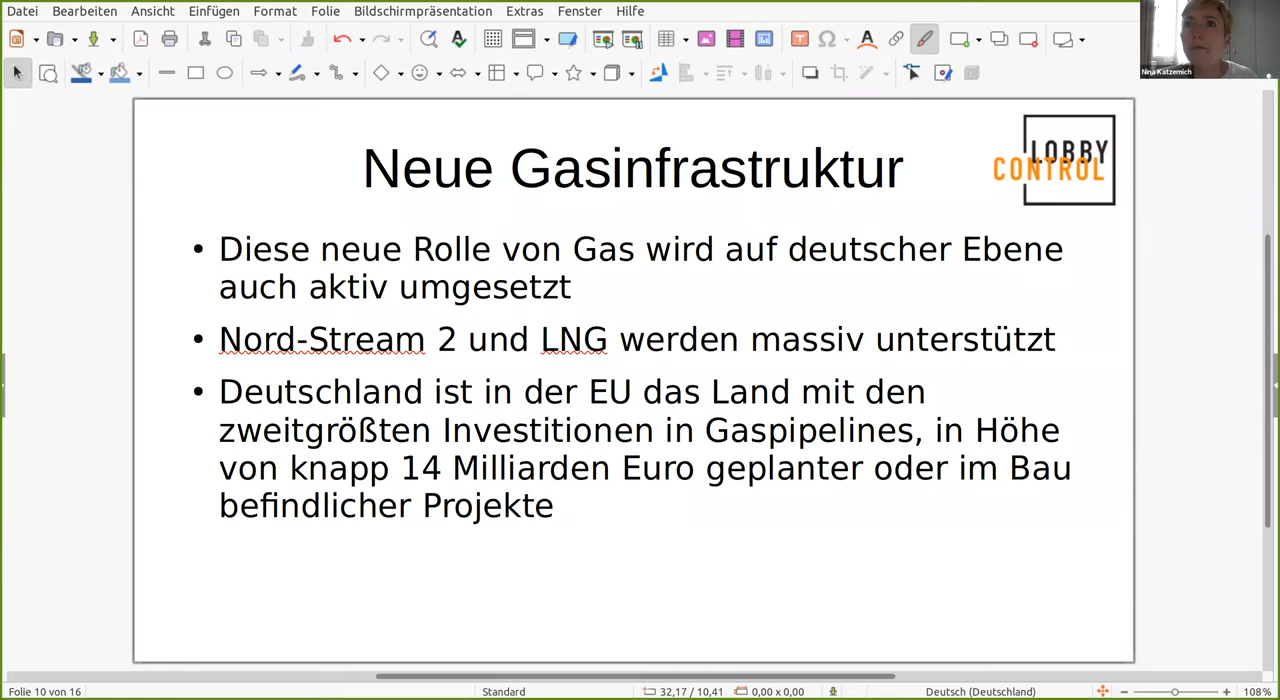 Datei Bearbeiten Ansicht Einfügen Format Folie Bildschirmpräsentation Extras Fenster Hilfe
Nina Katzemich
Neue Gasinfrastruktur
LOBBY
CONTROL
• Diese neue Rolle von Gas wird auf deutscher Ebene
auch aktiv umgesetzt
• Nord-Stream 2 und LNG werden massiv unterstützt
• Deutschland ist in der EU das Land mit den
zweitgrößten Investitionen in Gaspipelines, in Höhe
von knapp 14 Milliarden Euro geplanter oder im Bau
befindlicher Projekte
Folie 10 von 16 Standard 32,17 / 10,41 0,00 x 0,00 Deutsch (Deutschland) 108%